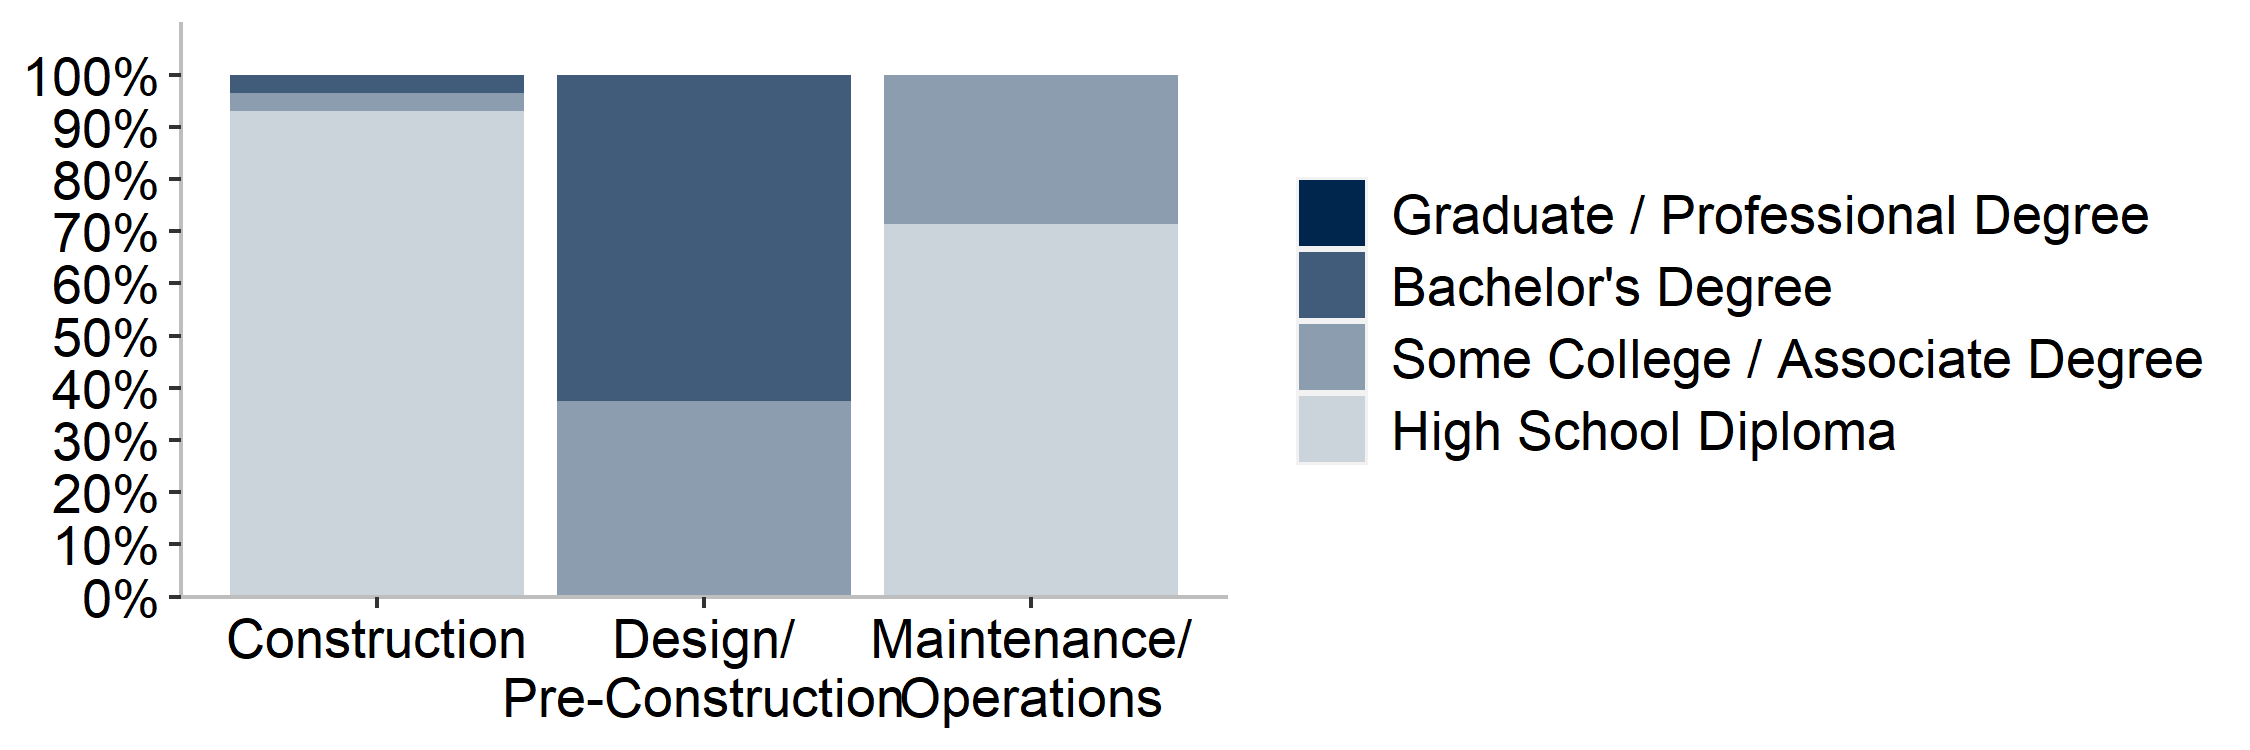 100%
90%
80%
70%
60%
50%
40%
30%
20%
10%
0%
Construction
Design/
Pre-Construction
Maintenance/
Operations
Graduate / Professional Degree
Bachelor's Degree
Some College / Associate Degree
High School Diploma